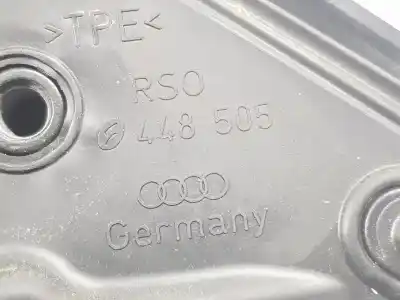 >TPE<
RSO
448 505
Germany